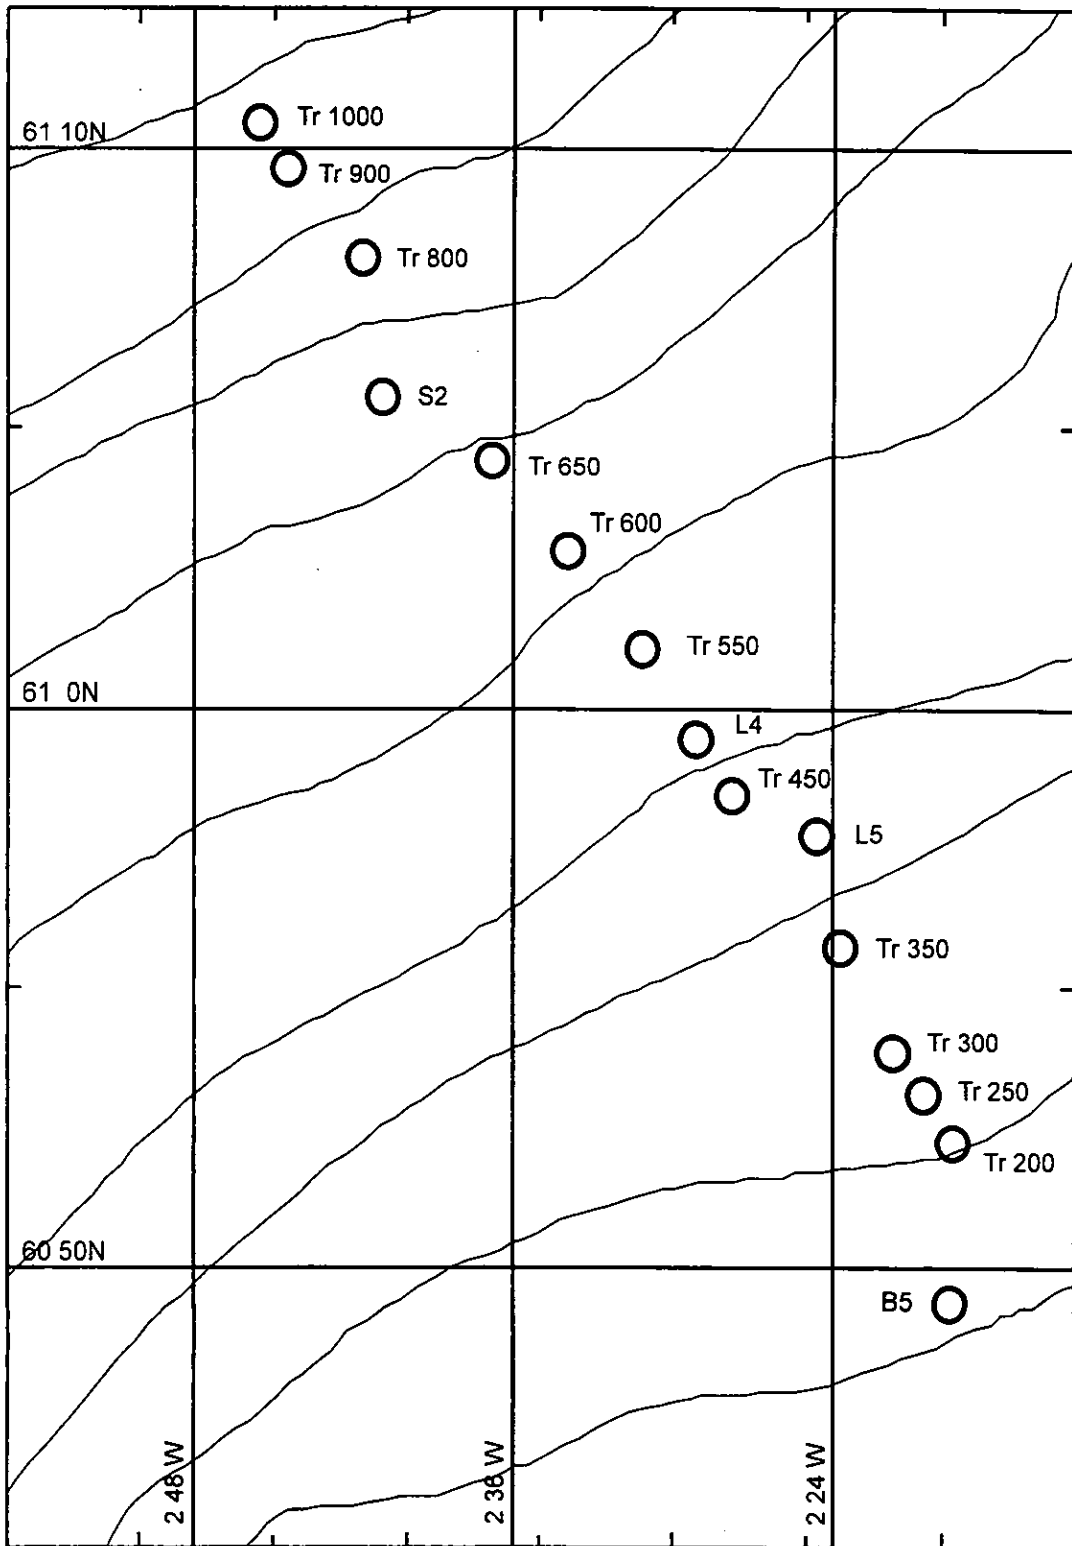 Tr 1000
61 10N
Tr 900
Tr 800
S2
Tr 650
Tr 600
Tr 550
61 0N
L4
Tr 450
L5
Tr 350
Tr 300
Tr 250
Tr 200
60 50N
B5
2 48 W
2 36 W
2 24 W